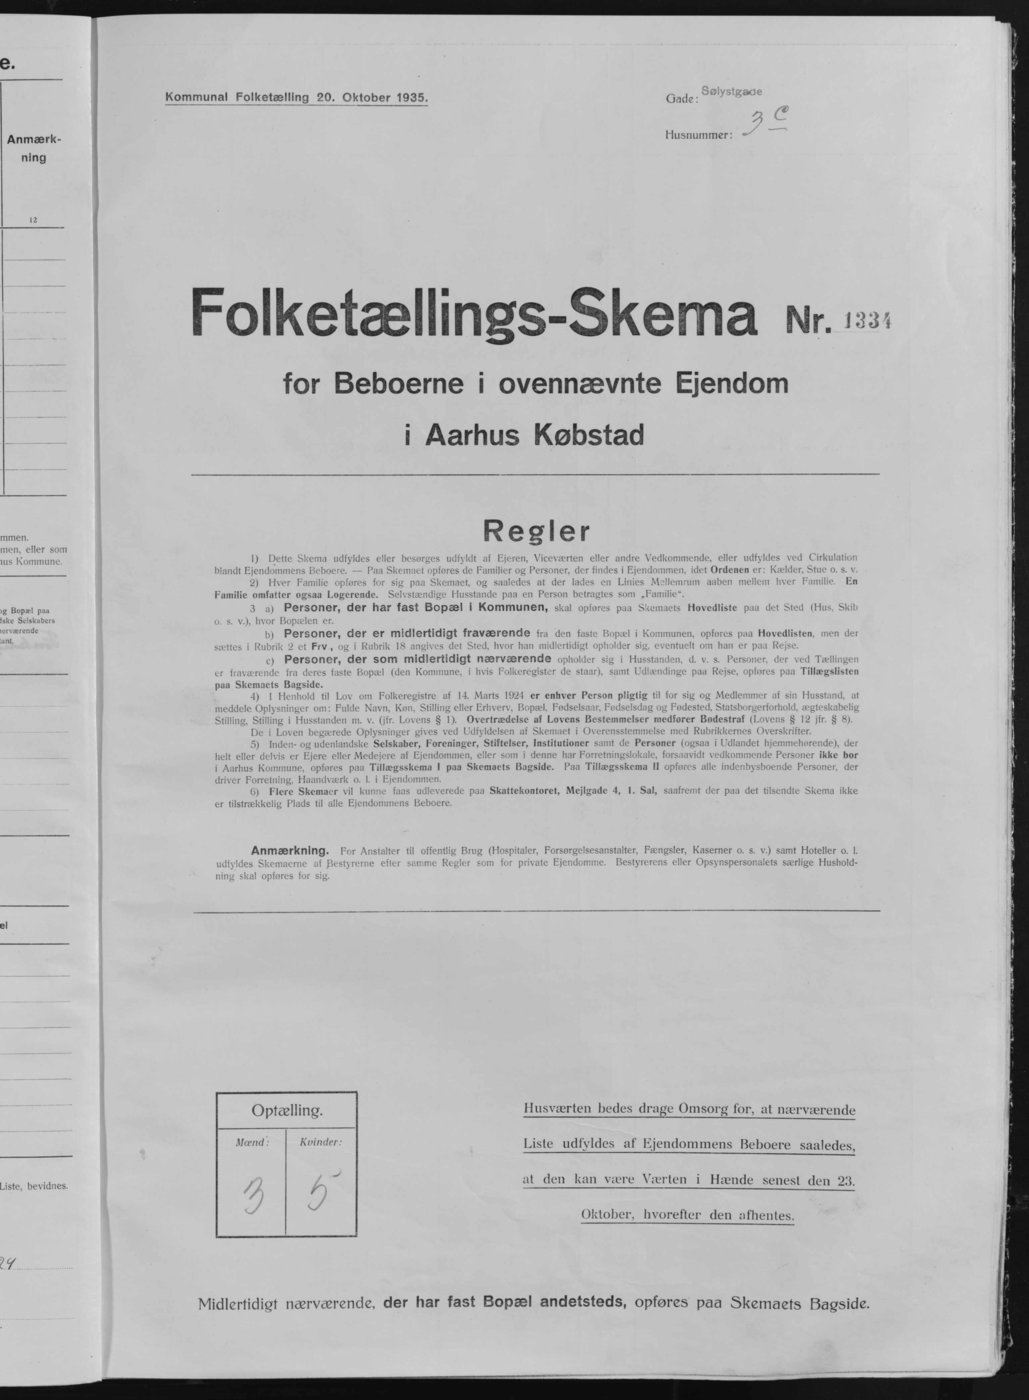 e.
Anmærk-
ning
12
mmen.
men, eller som
hus Kommune.
og Bopæl paa
dske Selskabers
nerværende
tant.
el
Liste, bevidnes.
24
Kommunal Folketælling 20. Oktober 1935.
Gade: Sølystgade
Husnummer: 3 C
Folketællings-Skema Nr. 1334
for Beboerne i ovennævnte Ejendom
i Aarhus Købstad
Regler
1) Dette Skema udfyldes eller besørges udfyldt af Ejeren, Viceværten eller andre Vedkommende, eller udfyldes ved Cirkulation
blandt Ejendommens Beboere. — Paa Skemaet opføres de Familier og Personer, der findes i Ejendommen, idet Ordenen er: Kælder, Stue o. s. v.
2) Hver Familie opføres for sig paa Skemaet, og saaledes at der lades en Linies Mellemrum aaben mellem hver Familie. En
Familie omfatter ogsaa Logerende. Selvstændige Husstande paa en Person betragtes som „Familie“.
3 a) Personer, der har fast Bopæl i Kommunen, skal opføres paa Skemaets Hovedliste paa det Sted (Hus, Skib
o. s. v.), hvor Bopælen er.
b) Personer, der er midlertidigt fraværende fra den faste Bopæl i Kommunen, opføres paa Hovedlisten, men der
sættes i Rubrik 2 et Frv., og i Rubrik 18 angives det Sted, hvor han midlertidigt opholder sig, eventuelt om han er paa Rejse.
c) Personer, der som midlertidigt nærværende opholder sig i Husstanden, d. v. s. Personer, der ved Tællingen
er fraværende fra deres faste Bopæl (den Kommune, i hvis Folkeregister de staar), samt Udlændinge paa Rejse, opføres paa Tillægslisten
paa Skemaets Bagside.
4) I Henhold til Lov om Folkeregistre af 14. Marts 1924 er enhver Person pligtig til for sig og Medlemmer af sin Husstand, at
meddele Oplysninger om: Fulde Navn, Køn, Stilling eller Erhverv, Bopæl, Fødselsaar, Fødselsdag og Fødested, Statsborgerforhold, ægteskabelig
Stilling, Stilling i Husstanden m. v. (jfr. Lovens § 1). Overtrædelse af Lovens Bestemmelser medfører Bødestraf (Lovens § 12 jfr. § 8).
De i Loven begærede Oplysninger gives ved Udfyldelsen af Skemaet i Overensstemmelse med Rubrikkernes Overskrifter.
5) Inden- og udenlandske Selskaber, Foreninger, Stiftelser, Institutioner samt de Personer (ogsaa i Udlandet hjemmehørende), der
helt eller delvis er Ejere eller Medejere af Ejendommen, eller som i denne har Forretningslokale, forsaavidt vedkommende Personer ikke bor
i Aarhus Kommune, opføres paa Tillægsskema I paa Skemaets Bagside. Paa Tillægsskema II opføres alle indenbysboende Personer, der
driver Forretning, Haandværk o. l. i Ejendommen.
6) Flere Skemaer vil kunne faas udleverede paa Skattekontoret, Mejlgade 4, 1. Sal, saafremt der paa det tilsendte Skema ikke
er tilstrækkelig Plads til alle Ejendommens Beboere.
Anmærkning. For Anstalter til offentlig Brug (Hospitaler, Forsørgelsesanstalter, Fængsler, Kaserner o. s. v.) samt Hoteller o. l.
udfyldes Skemaerne af Bestyrerne efter samme Regler som for private Ejendomme. Bestyrerens eller Opsynspersonalets særlige Hushold-
ning skal opføres for sig.
Optælling.
Mænd: Kvinder:
3 5
Husværten bedes drage Omsorg for, at nærværende
Liste udfyldes af Ejendommens Beboere saaledes,
at den kan være Værten i Hænde senest den 23.
Oktober, hvorefter den afhentes.
Midlertidigt nærværende, der har fast Bopæl andetsteds, opføres paa Skemaets Bagside.